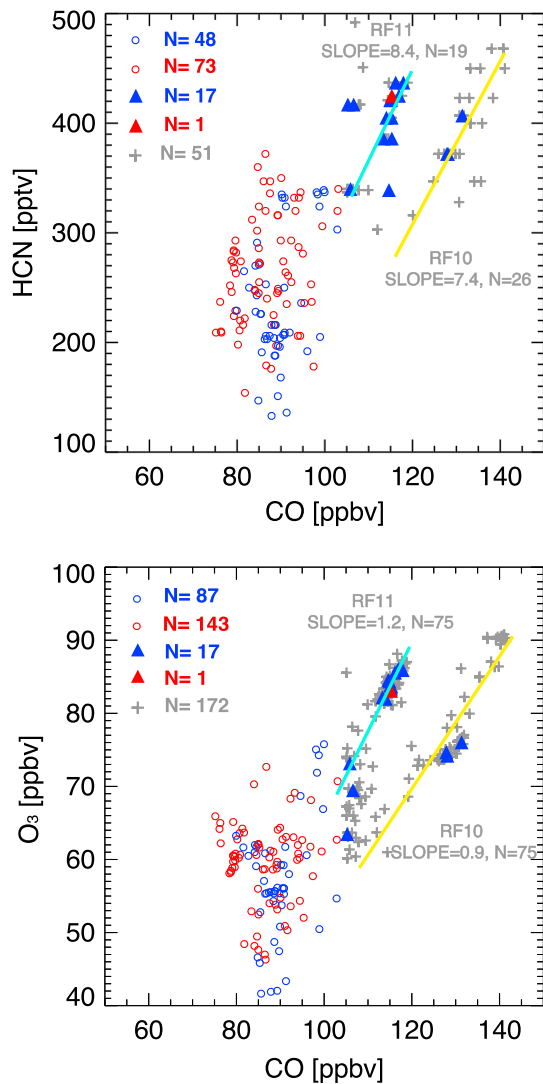 N= 48
N= 73
N= 17
N= 1
N= 51
RF11
SLOPE=8.4, N=19
RF10
SLOPE=7.4, N=26
500
400
300
200
100
HCN [pptv]
60 80 100 120 140
CO [ppbv]
N= 87
N= 143
N= 17
N= 1
N= 172
RF11
SLOPE=1.2, N=75
RF10
SLOPE=0.9, N=75
100
90
80
70
60
50
40
O₃ [ppbv]
60 80 100 120 140
CO [ppbv]